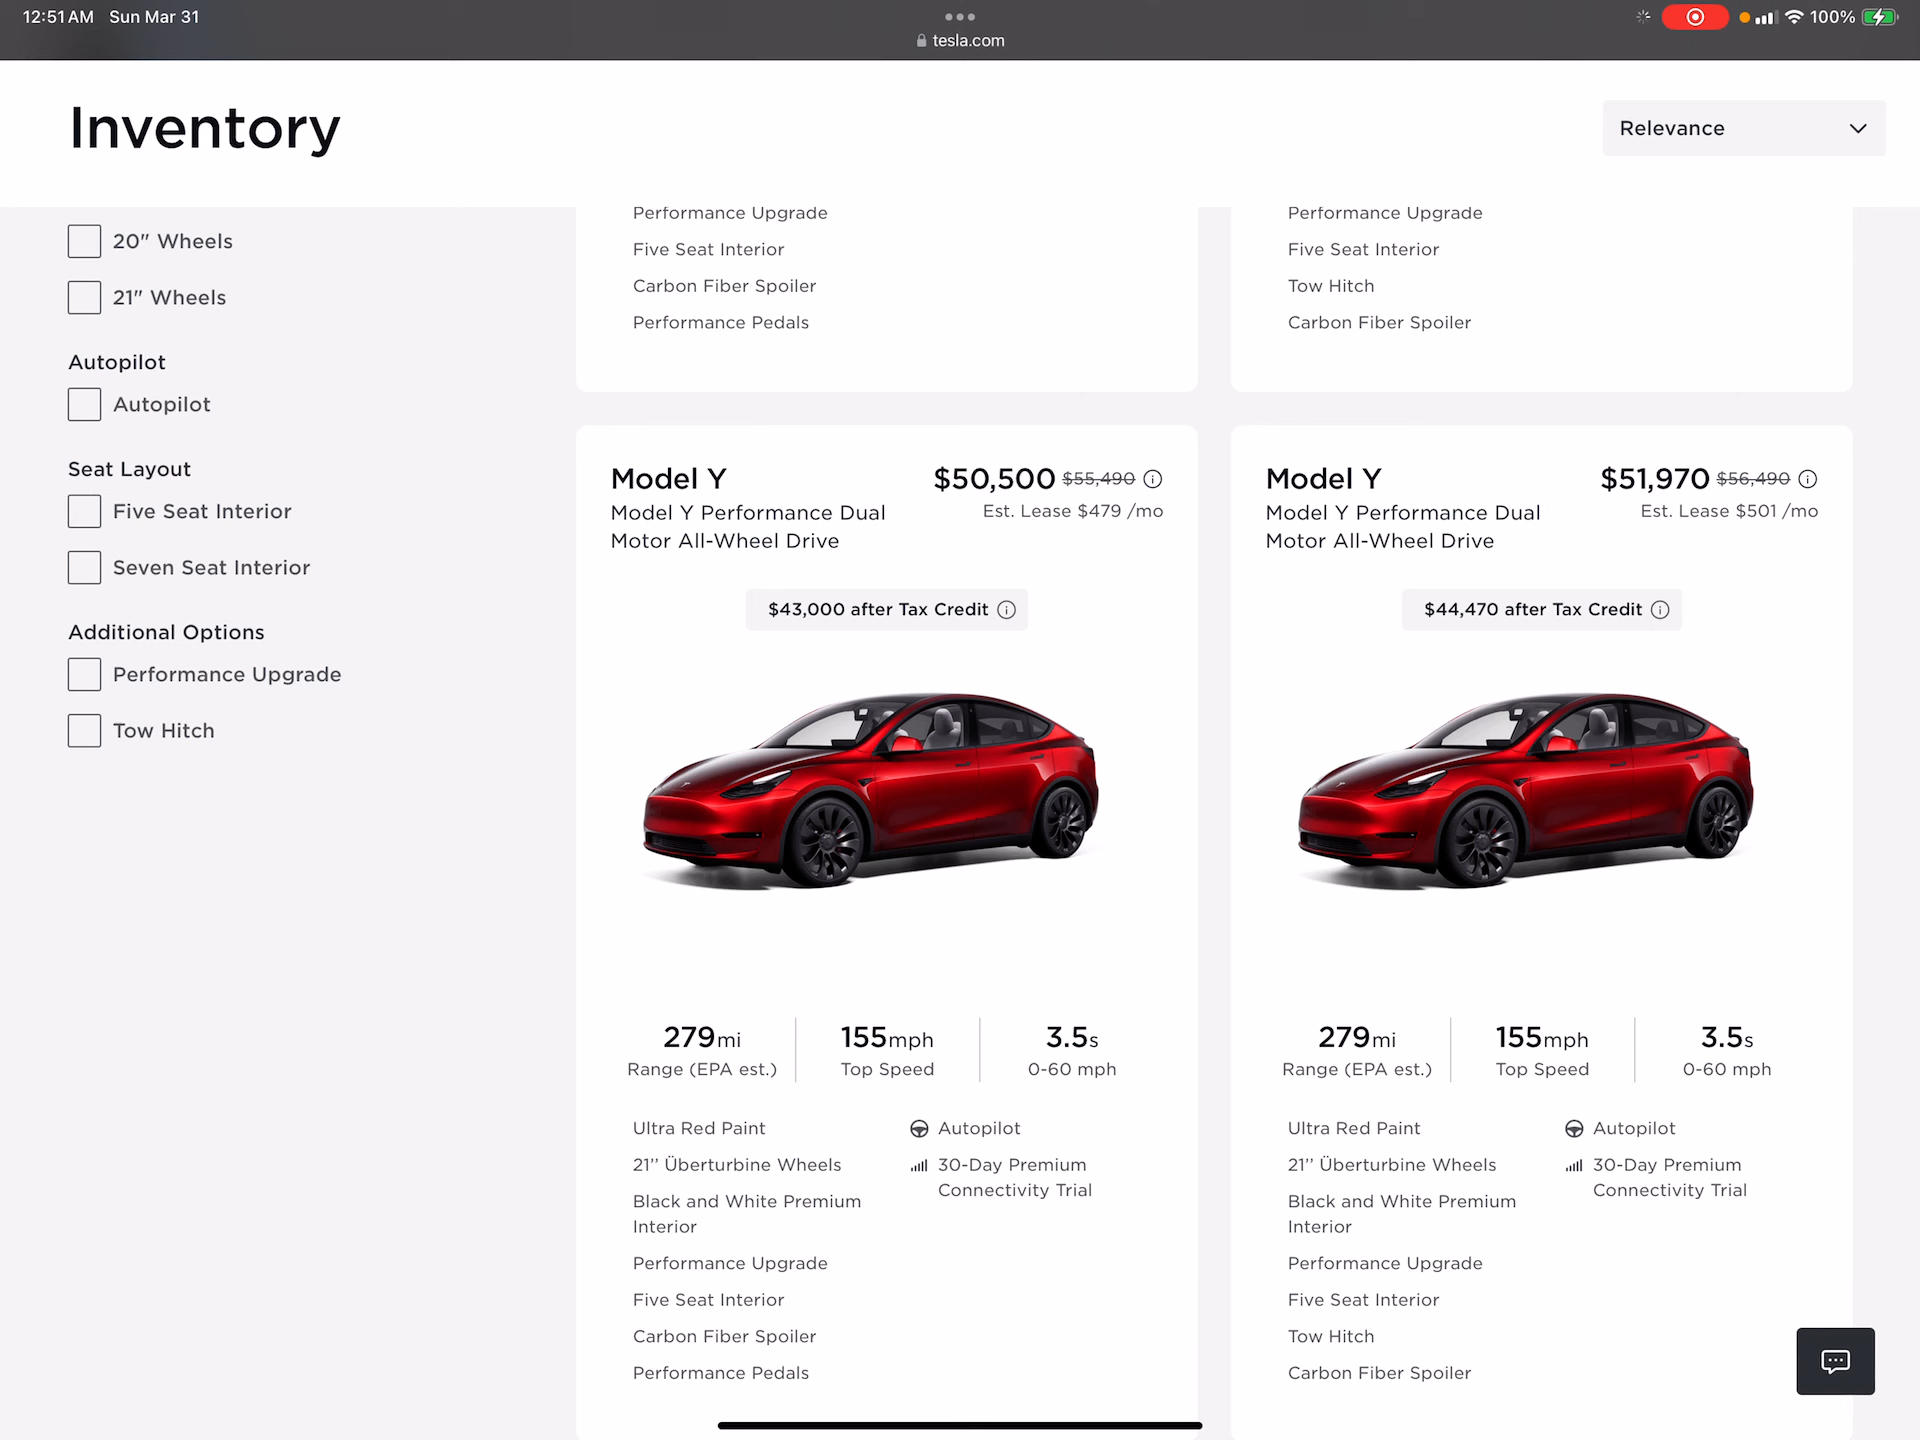 12:51 AM Sun Mar 31
100%
tesla.com
Inventory
Relevance
20" Wheels
21" Wheels
Autopilot
Autopilot
Seat Layout
Five Seat Interior
Seven Seat Interior
Additional Options
Performance Upgrade
Tow Hitch
Performance Upgrade
Five Seat Interior
Carbon Fiber Spoiler
Performance Pedals
Performance Upgrade
Five Seat Interior
Tow Hitch
Carbon Fiber Spoiler
Model Y
$50,500 $55,490
Model Y Performance Dual
Motor All-Wheel Drive
Est. Lease $479 /mo
$43,000 after Tax Credit
279mi
Range (EPA est.)
155mph
Top Speed
3.5s
0-60 mph
Ultra Red Paint
21’’ Überturbine Wheels
Black and White Premium
Interior
Performance Upgrade
Five Seat Interior
Carbon Fiber Spoiler
Performance Pedals
Autopilot
30-Day Premium
Connectivity Trial
Model Y
$51,970 $56,490
Model Y Performance Dual
Motor All-Wheel Drive
Est. Lease $501 /mo
$44,470 after Tax Credit
279mi
Range (EPA est.)
155mph
Top Speed
3.5s
0-60 mph
Ultra Red Paint
21’’ Überturbine Wheels
Black and White Premium
Interior
Performance Upgrade
Five Seat Interior
Tow Hitch
Carbon Fiber Spoiler
Autopilot
30-Day Premium
Connectivity Trial